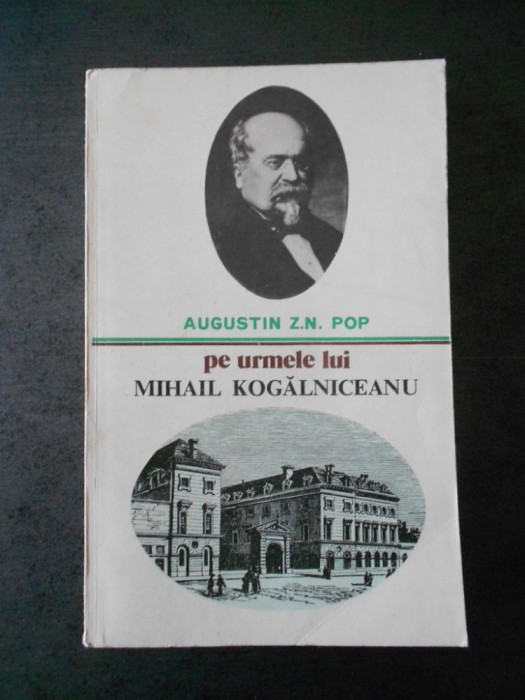 AUGUSTIN Z.N. POP
pe urmele lui
MIHAIL KOGĂLNICEANU